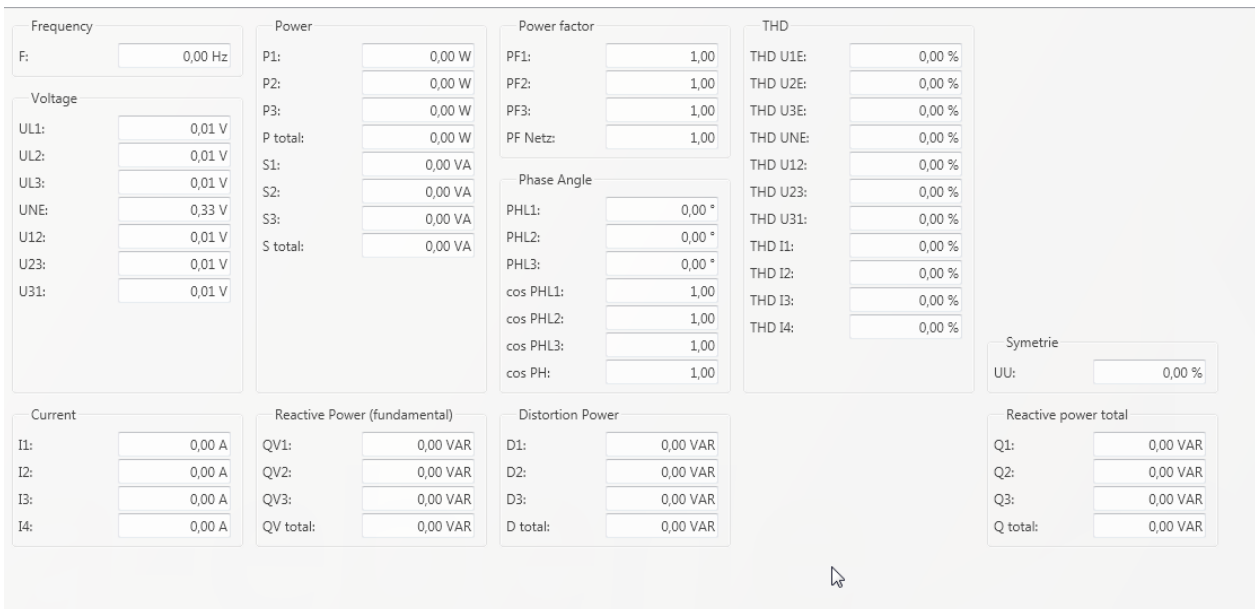 Frequency
F: 0,00 Hz
Voltage
UL1: 0,01 V
UL2: 0,01 V
UL3: 0,01 V
UNE: 0,33 V
U12: 0,01 V
U23: 0,01 V
U31: 0,01 V
Current
I1: 0,00 A
I2: 0,00 A
I3: 0,00 A
I4: 0,00 A
Power
P1: 0,00 W
P2: 0,00 W
P3: 0,00 W
P total: 0,00 W
S1: 0,00 VA
S2: 0,00 VA
S3: 0,00 VA
S total: 0,00 VA
Reactive Power (fundamental)
QV1: 0,00 VAR
QV2: 0,00 VAR
QV3: 0,00 VAR
QV total: 0,00 VAR
Power factor
PF1: 1,00
PF2: 1,00
PF3: 1,00
PF Netz: 1,00
Phase Angle
PHL1: 0,00 °
PHL2: 0,00 °
PHL3: 0,00 °
cos PHL1: 1,00
cos PHL2: 1,00
cos PHL3: 1,00
cos PH: 1,00
Distortion Power
D1: 0,00 VAR
D2: 0,00 VAR
D3: 0,00 VAR
D total: 0,00 VAR
THD
THD U1E: 0,00 %
THD U2E: 0,00 %
THD U3E: 0,00 %
THD UNE: 0,00 %
THD U12: 0,00 %
THD U23: 0,00 %
THD U31: 0,00 %
THD I1: 0,00 %
THD I2: 0,00 %
THD I3: 0,00 %
THD I4: 0,00 %
Symetrie
UU: 0,00 %
Reactive power total
Q1: 0,00 VAR
Q2: 0,00 VAR
Q3: 0,00 VAR
Q total: 0,00 VAR